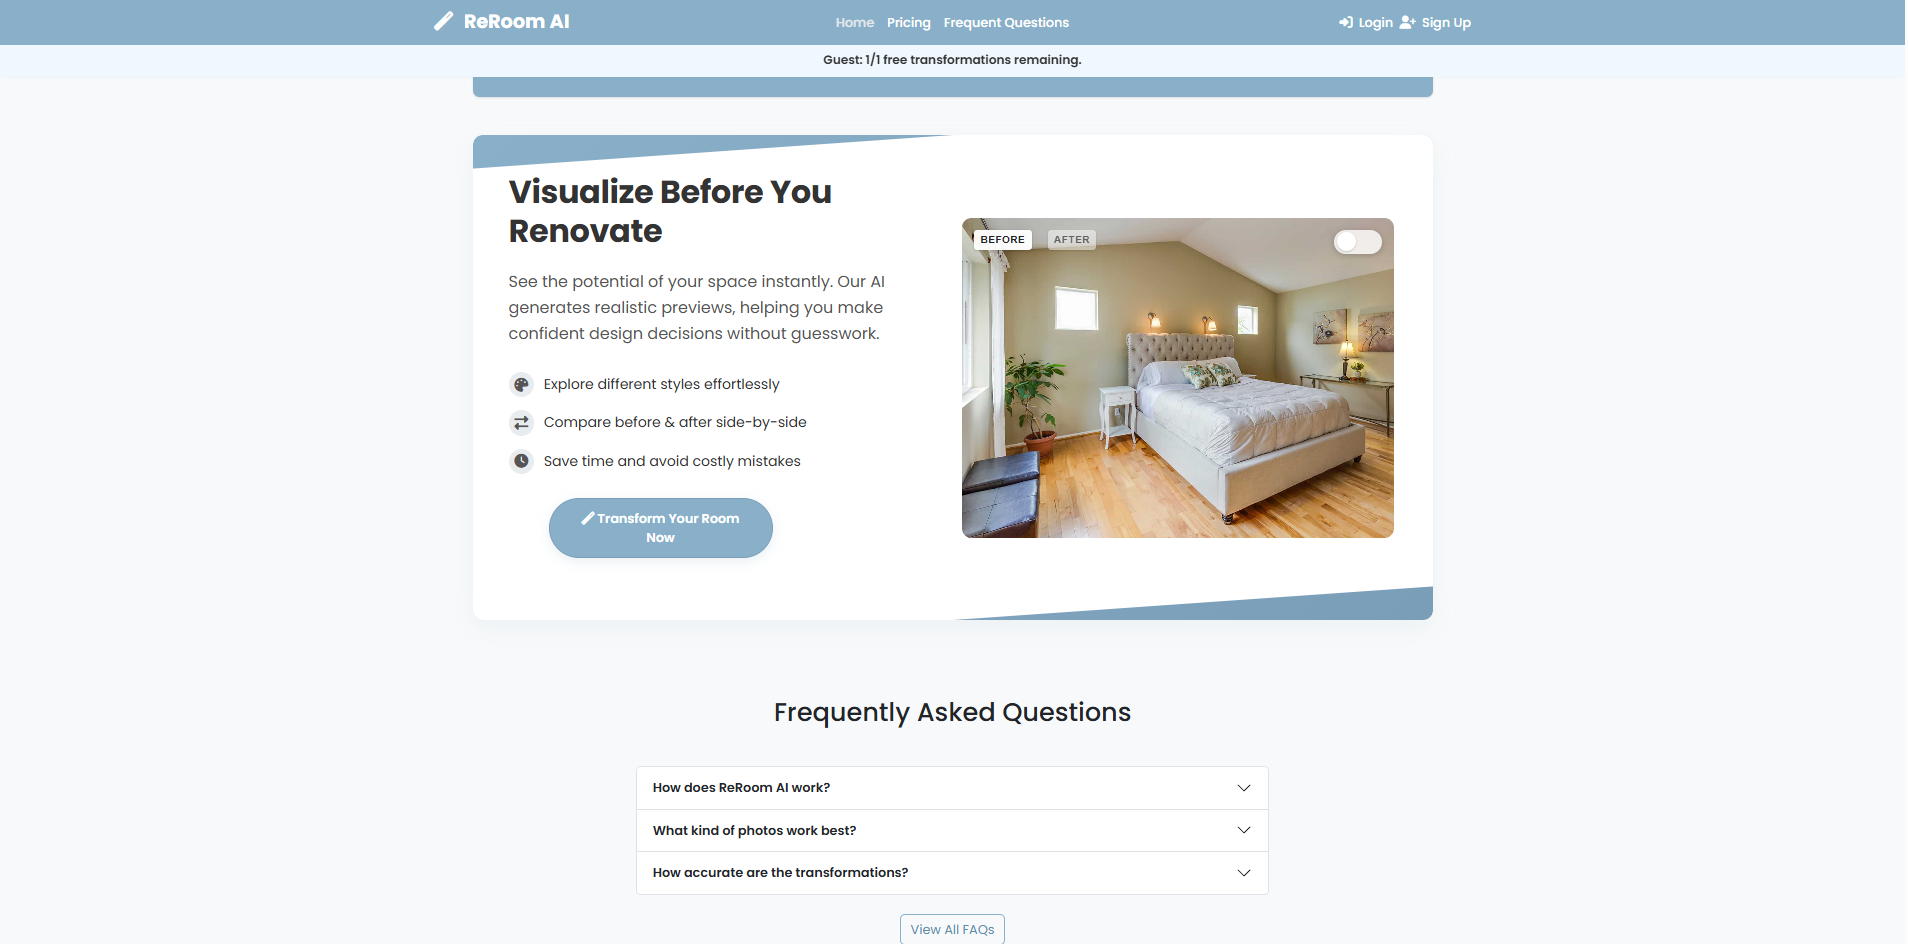 ReRoom AI
Home Pricing Frequent Questions
Login Sign Up
Guest: 1/1 free transformations remaining.
Visualize Before You
Renovate
See the potential of your space instantly. Our AI
generates realistic previews, helping you make
confident design decisions without guesswork.
Explore different styles effortlessly
Compare before & after side-by-side
Save time and avoid costly mistakes
Transform Your Room
Now
BEFORE AFTER
Frequently Asked Questions
How does ReRoom AI work?
What kind of photos work best?
How accurate are the transformations?
View All FAQs